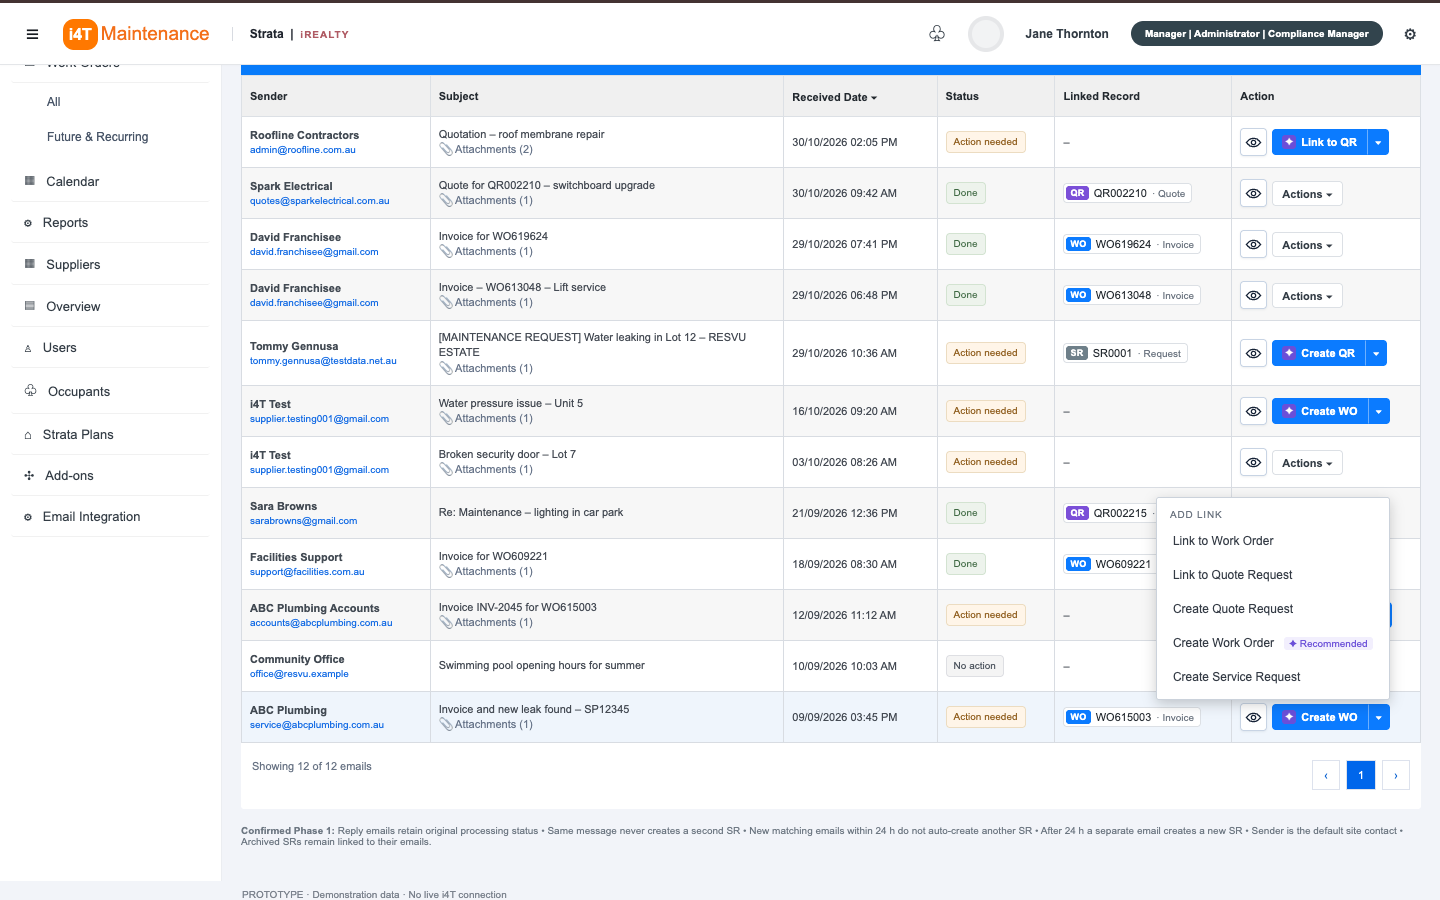 ☰ i4T Maintenance Strata | iREALTY Jane Thornton Manager | Administrator | Compliance Manager
Work Orders
All
Future & Recurring
Calendar
Reports
Suppliers
Overview
Users
Occupants
Strata Plans
Add-ons
Email Integration
Sender Subject Received Date Status Linked Record Action
Roofline Contractors
admin@roofline.com.au
Quotation – roof membrane repair
Attachments (2)
30/10/2026 02:05 PM Action needed – Link to QR
Spark Electrical
quotes@sparkelectrical.com.au
Quote for QR002210 – switchboard upgrade
Attachments (1)
30/10/2026 09:42 AM Done QR QR002210 · Quote Actions
David Franchisee
david.franchisee@gmail.com
Invoice for WO619624
Attachments (1)
29/10/2026 07:41 PM Done WO WO619624 · Invoice Actions
David Franchisee
david.franchisee@gmail.com
Invoice – WO613048 – Lift service
Attachments (1)
29/10/2026 06:48 PM Done WO WO613048 · Invoice Actions
Tommy Gennusa
tommy.gennusa@testdata.net.au
[MAINTENANCE REQUEST] Water leaking in Lot 12 – RESVU
ESTATE
Attachments (1)
29/10/2026 10:36 AM Action needed SR SR0001 · Request Create QR
i4T Test
supplier.testing001@gmail.com
Water pressure issue – Unit 5
Attachments (1)
16/10/2026 09:20 AM Action needed – Create WO
i4T Test
supplier.testing001@gmail.com
Broken security door – Lot 7
Attachments (1)
03/10/2026 08:26 AM Action needed – Actions
Sara Browns
sarabrowns@gmail.com
Re: Maintenance – lighting in car park
21/09/2026 12:36 PM Done QR QR002215 ·
Facilities Support
support@facilities.com.au
Invoice for WO609221
Attachments (1)
18/09/2026 08:30 AM Done WO WO609221
ABC Plumbing Accounts
accounts@abcplumbing.com.au
Invoice INV-2045 for WO615003
Attachments (1)
12/09/2026 11:12 AM Action needed –
Community Office
office@resvu.example
Swimming pool opening hours for summer
10/09/2026 10:03 AM No action –
ABC Plumbing
service@abcplumbing.com.au
Invoice and new leak found – SP12345
Attachments (1)
09/09/2026 03:45 PM Action needed WO WO615003 · Invoice Create WO
ADD LINK
Link to Work Order
Link to Quote Request
Create Quote Request
Create Work Order ✦ Recommended
Create Service Request
Showing 12 of 12 emails ‹ 1 ›
Confirmed Phase 1: Reply emails retain original processing status • Same message never creates a second SR • New matching emails within 24 h do not auto-create another SR • After 24 h a separate email creates a new SR • Sender is the default site contact •
Archived SRs remain linked to their emails.
PROTOTYPE · Demonstration data · No live i4T connection